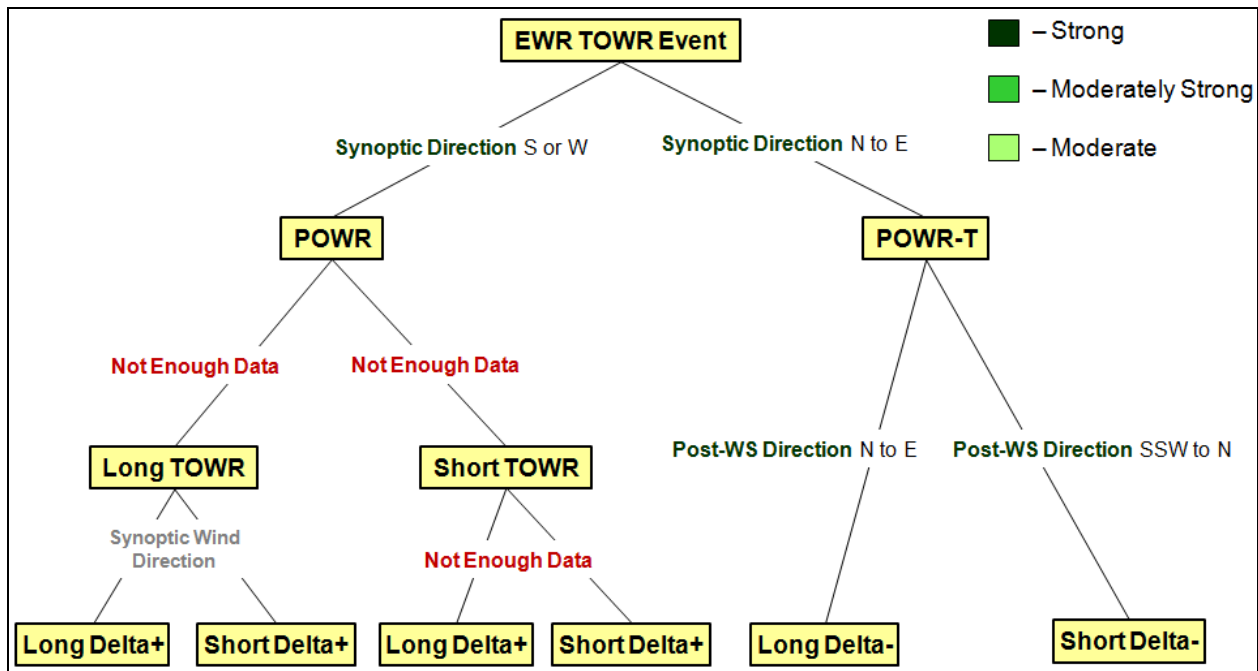 EWR TOWR Event
– Strong
– Moderately Strong
– Moderate
Synoptic Direction S or W
Synoptic Direction N to E
POWR
POWR-T
Not Enough Data
Not Enough Data
Long TOWR
Short TOWR
Post-WS Direction N to E
Post-WS Direction SSW to N
Synoptic Wind
Direction
Not Enough Data
Long Delta+
Short Delta+
Long Delta+
Short Delta+
Long Delta-
Short Delta-